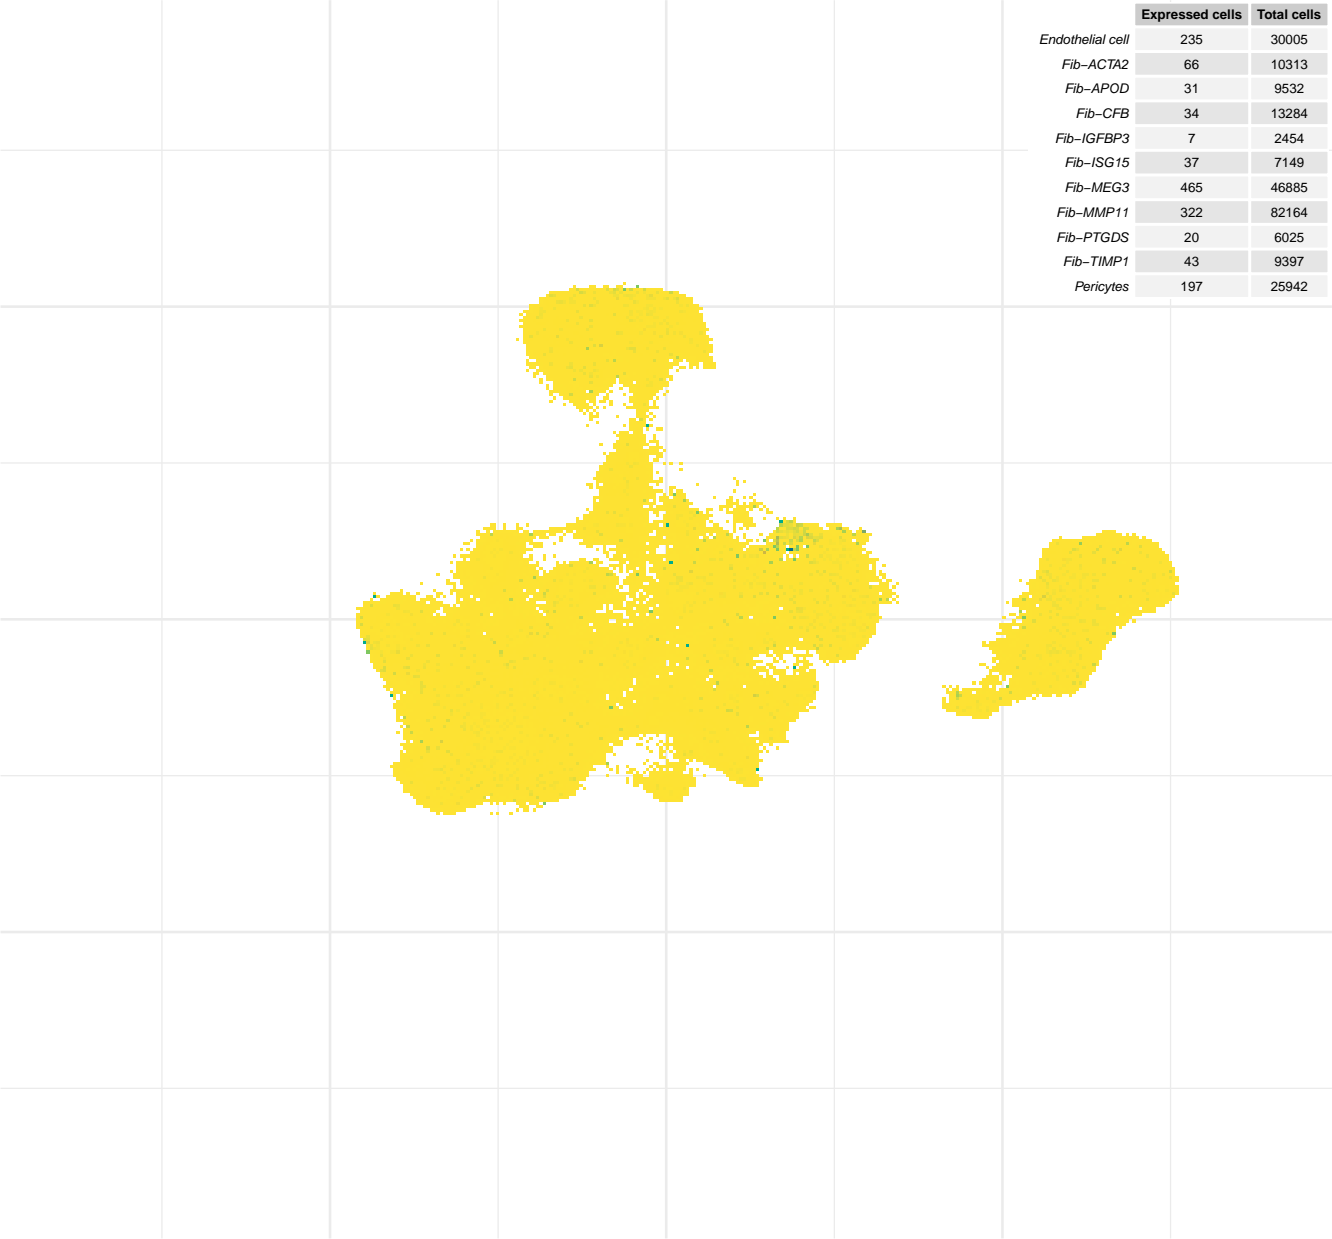 Expressed cells Total cells
Endothelial cell 235 30005
Fib−ACTA2 66 10313
Fib−APOD 31 9532
Fib−CFB 34 13284
Fib−IGFBP3 7 2454
Fib−ISG15 37 7149
Fib−MEG3 465 46885
Fib−MMP11 322 82164
Fib−PTGDS 20 6025
Fib−TIMP1 43 9397
Pericytes 197 25942